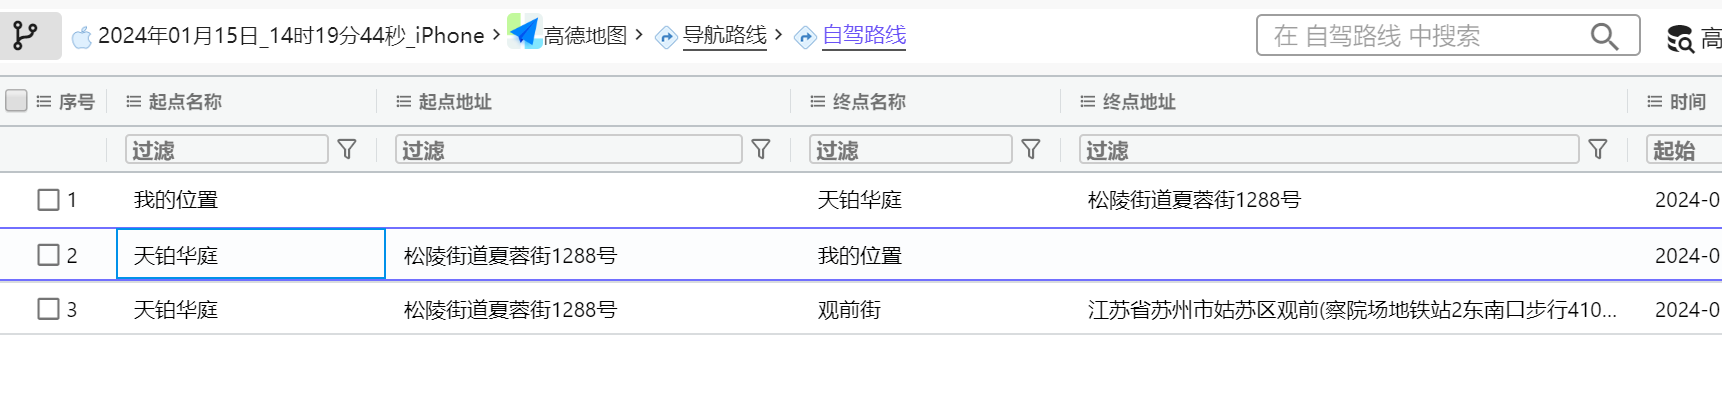 2024年01月15日_14时19分44秒_iPhone > 高德地图 > 导航路线 > 自驾路线 在 自驾路线 中搜索 高
序号 起点名称 起点地址 终点名称 终点地址 时间
过滤 过滤 过滤 过滤 起始
1 我的位置 天铂华庭 松陵街道夏蓉街1288号 2024-0
2 天铂华庭 松陵街道夏蓉街1288号 我的位置 2024-0
3 天铂华庭 松陵街道夏蓉街1288号 观前街 江苏省苏州市姑苏区观前(察院场地铁站2东南口步行410... 2024-0